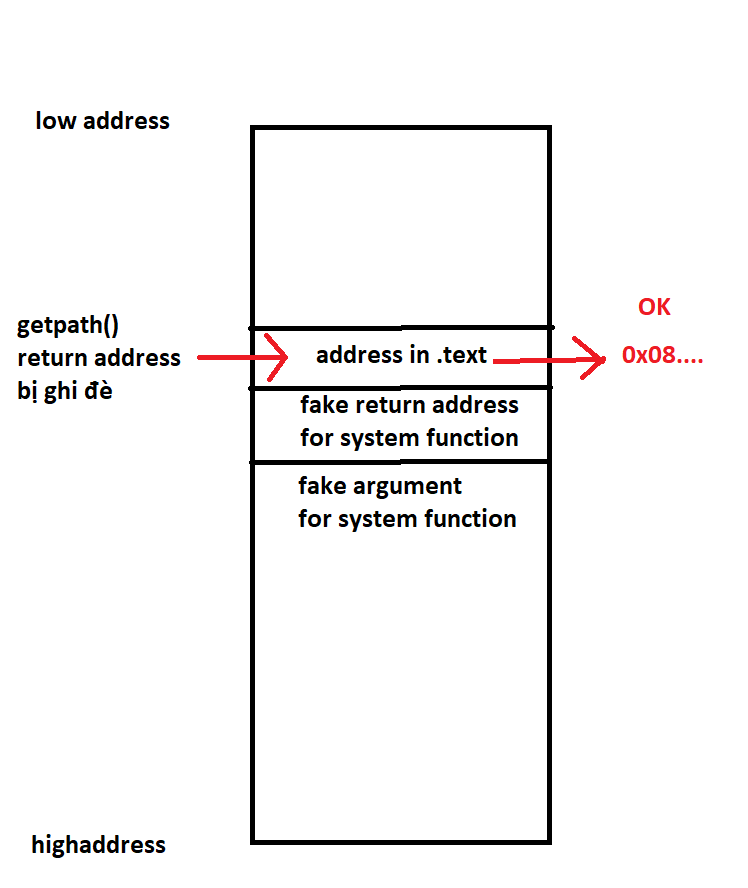 low address
OK
getpath()
return address
bị ghi đè
address in .text
0x08....
fake return address
for system function
fake argument
for system function
highaddress